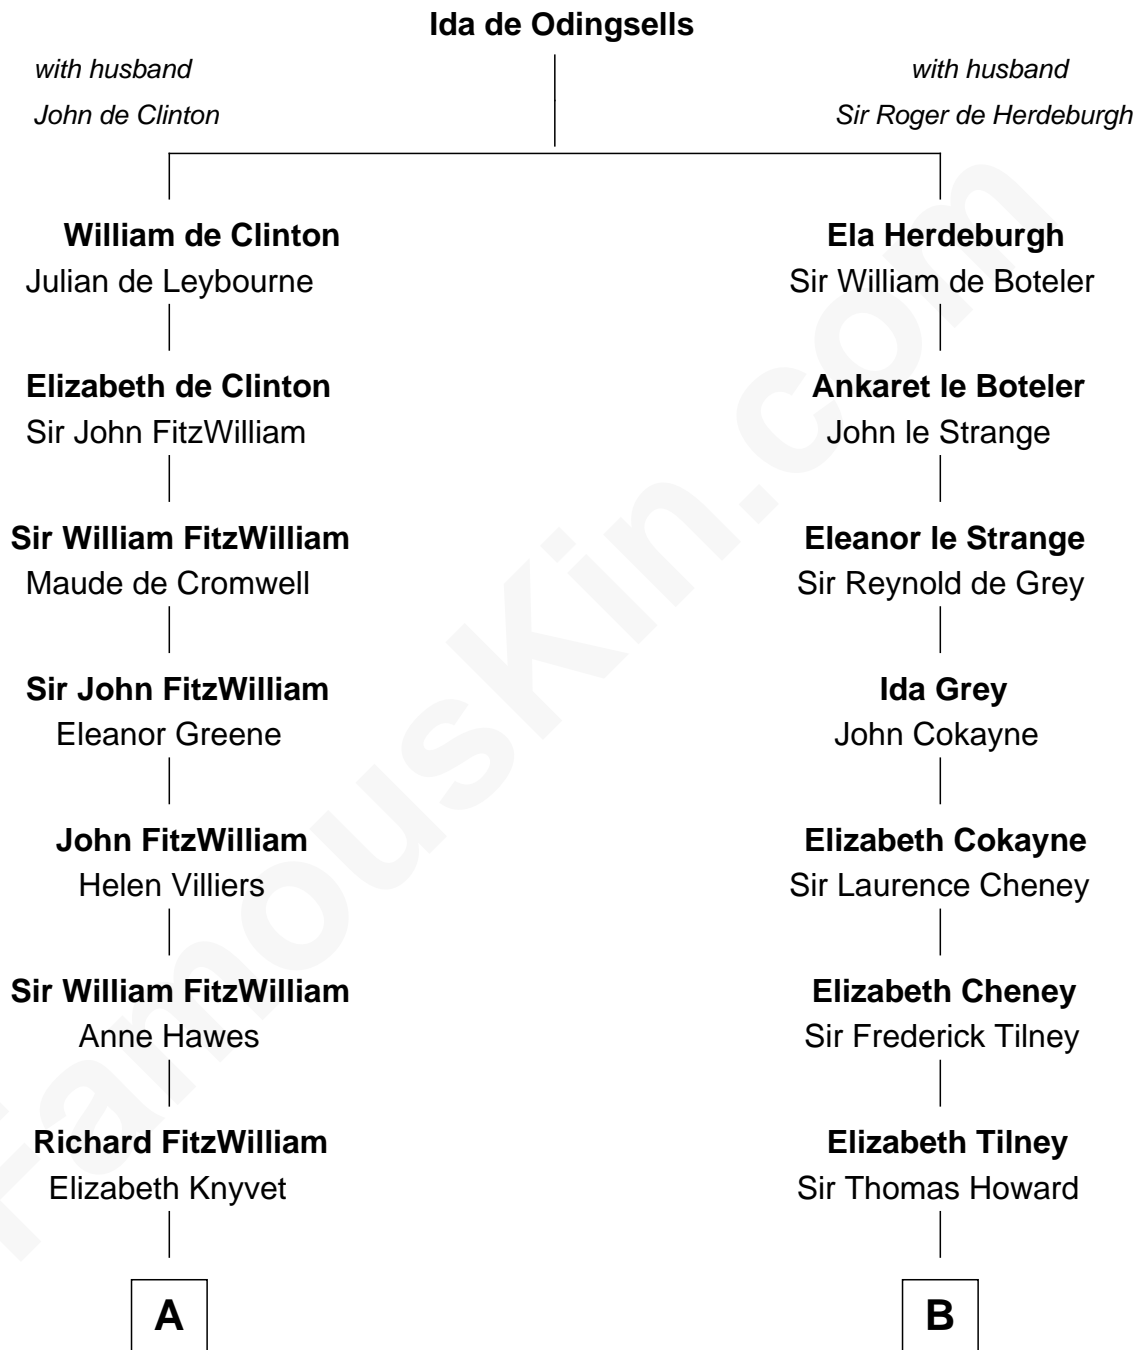 Ida de Odingsells
with husband
John de Clinton
with husband
Sir Roger de Herdeburgh
William de Clinton
Julian de Leybourne
Ela Herdeburgh
Sir William de Boteler
Elizabeth de Clinton
Sir John FitzWilliam
Ankaret le Boteler
John le Strange
Sir William FitzWilliam
Maude de Cromwell
Eleanor le Strange
Sir Reynold de Grey
Sir John FitzWilliam
Eleanor Greene
Ida Grey
John Cokayne
John FitzWilliam
Helen Villiers
Elizabeth Cokayne
Sir Laurence Cheney
Sir William FitzWilliam
Anne Hawes
Elizabeth Cheney
Sir Frederick Tilney
Richard FitzWilliam
Elizabeth Knyvet
Elizabeth Tilney
Sir Thomas Howard
A
B
FamousKin.com